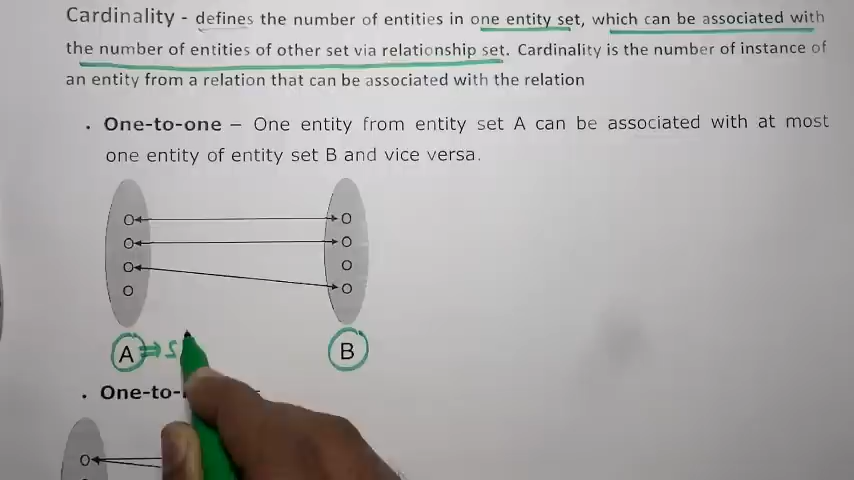 Cardinality - defines the number of entities in one entity set, which can be associated with
the number of entities of other set via relationship set. Cardinality is the number of instance of
an entity from a relation that can be associated with the relation
. One-to-one – One entity from entity set A can be associated with at most
one entity of entity set B and vice versa.
A ⇒ S B
. One-to-